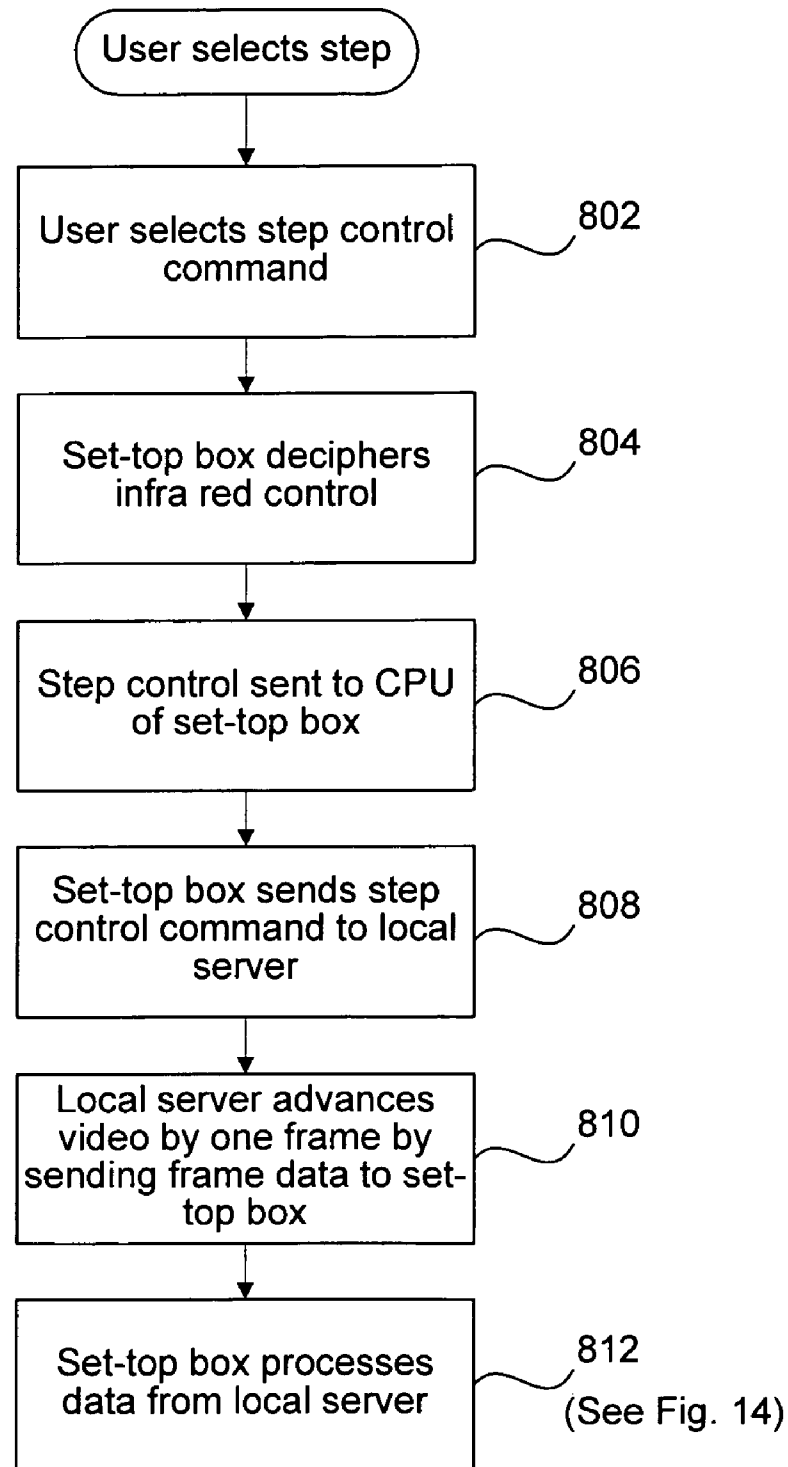 User selects step
User selects step control
command
802
Set-top box deciphers
infra red control
804
Step control sent to CPU
of set-top box
806
Set-top box sends step
control command to local
server
808
Local server advances
video by one frame by
sending frame data to set-
top box
810
Set-top box processes
data from local server
812
(See Fig. 14)